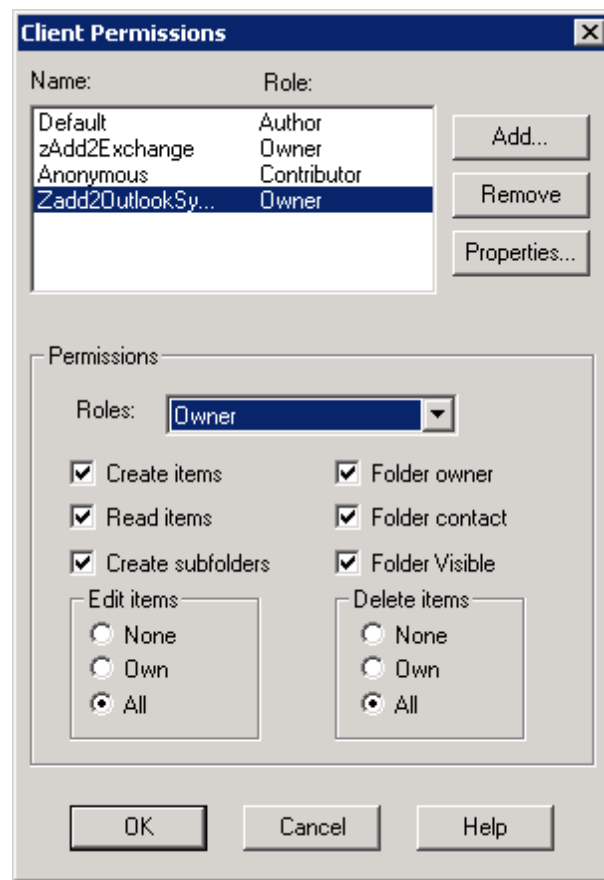 Client Permissions
Name: Role:
Default Author
zAdd2Exchange Owner
Anonymous Contributor
Zadd2OutlookSy... Owner
Add...
Remove
Properties...
Permissions
Roles: Owner
Create items Folder owner
Read items Folder contact
Create subfolders Folder Visible
Edit items Delete items
None None
Own Own
All All
OK Cancel Help